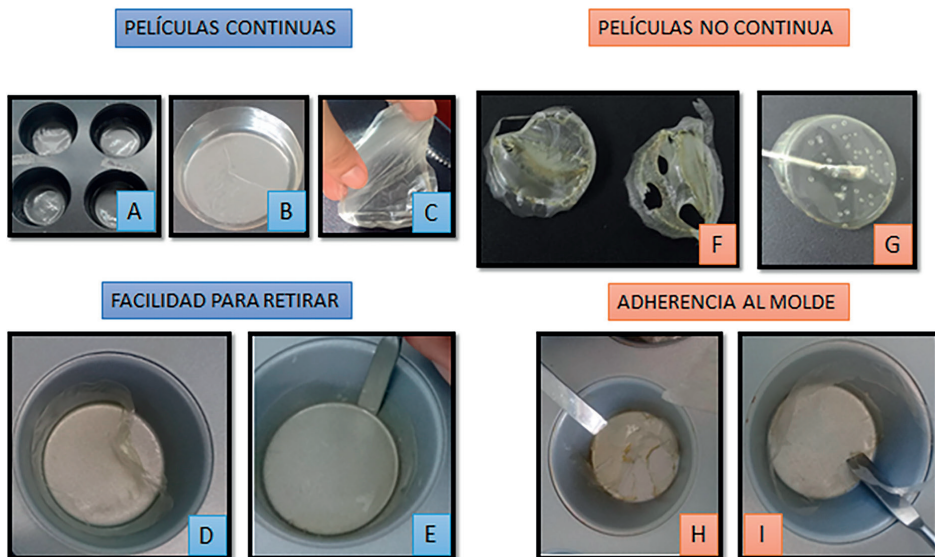 PELÍCULAS CONTINUAS
PELÍCULAS NO CONTINUA
A
B
C
F
G
FACILIDAD PARA RETIRAR
ADHERENCIA AL MOLDE
D
E
H
I